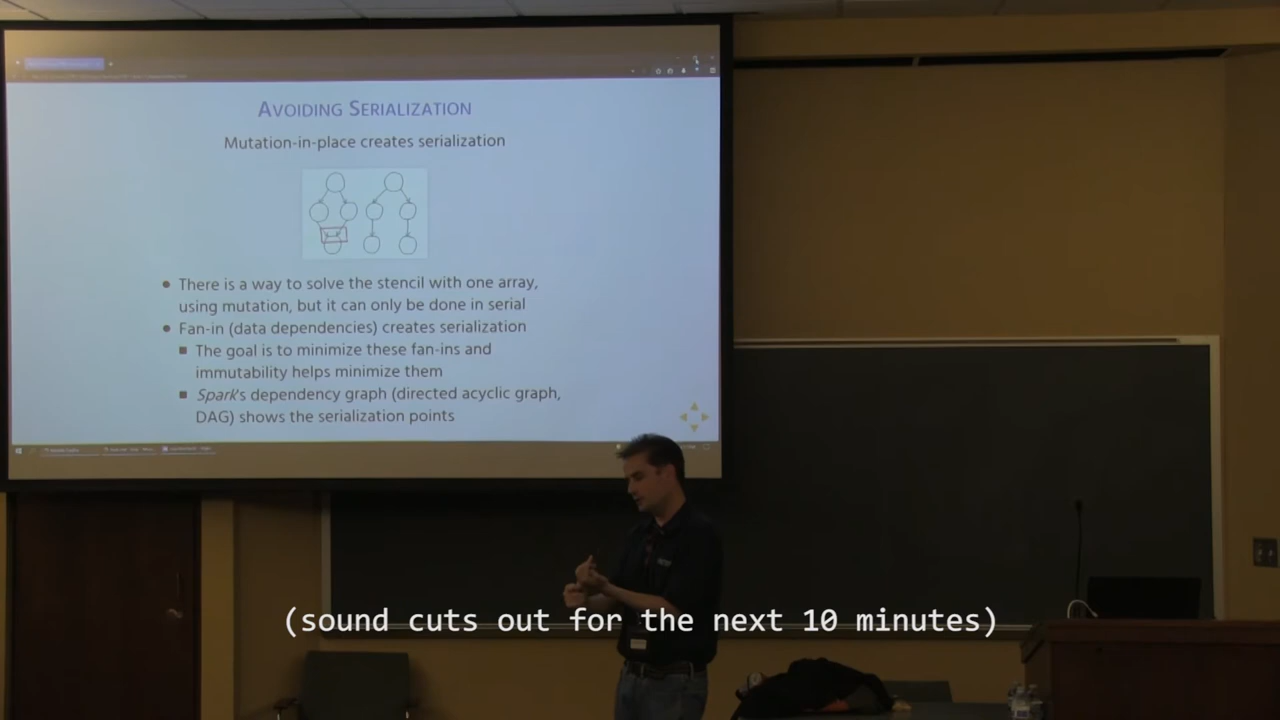 AVOIDING SERIALIZATION
Mutation-in-place creates serialization
There is a way to solve the stencil with one array,
using mutation, but it can only be done in serial
Fan-in (data dependencies) creates serialization
The goal is to minimize these fan-ins and
immutability helps minimize them
Spark's dependency graph (directed acyclic graph,
DAG) shows the serialization points
(sound cuts out for the next 10 minutes)